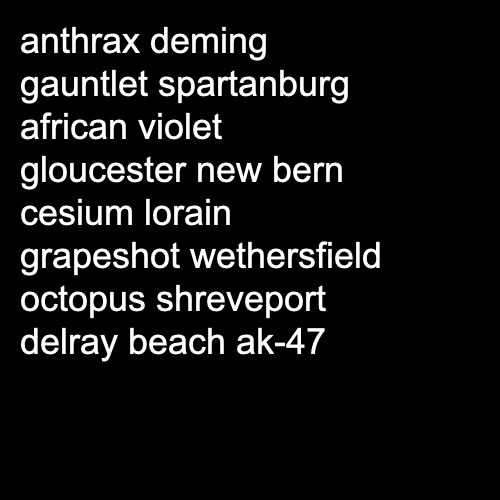 anthrax deming
gauntlet spartanburg
african violet
gloucester new bern
cesium lorain
grapeshot wethersfield
octopus shreveport
delray beach ak-47